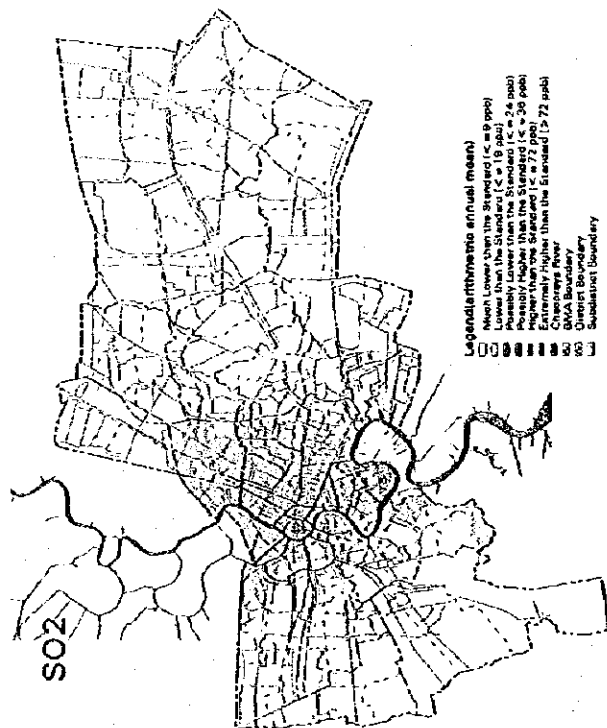 SO2
Legend(arithmetic annual mean)
Much Lower than the Standard (< = 9 ppb)
Lower than the Standard (< = 19 ppb)
Possibly Lower than the Standard (< = 24 ppb)
Possibly Higher than the Standard (< = 36 ppb)
Higher than the Standard (< = 72 ppb)
Extremely Higher than the Standard (> 72 ppb)
Chaopraya River
BMA Boundary
District Boundary
Subdistrict Boundary